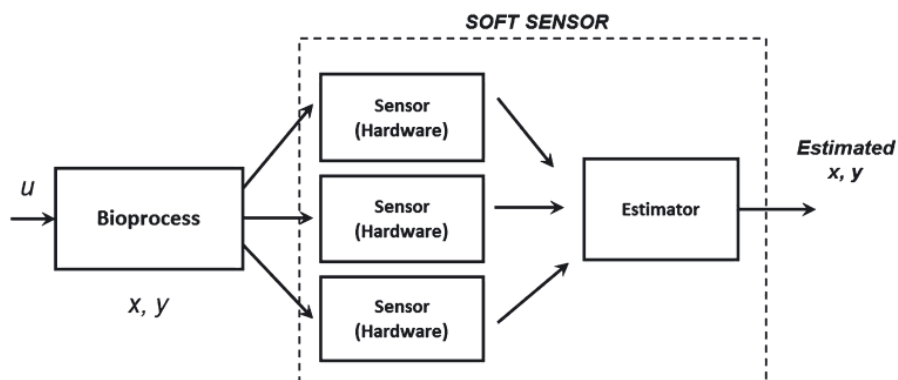 SOFT SENSOR
Sensor
(Hardware)
u
Bioprocess
x, y
Sensor
(Hardware)
Sensor
(Hardware)
Estimator
Estimated
x, y